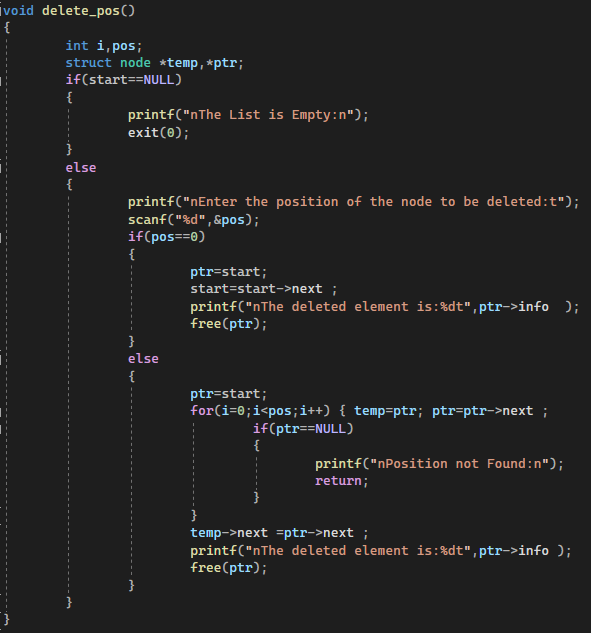 void delete_pos()
{
int i,pos;
struct node *temp,*ptr;
if(start==NULL)
{
printf("nThe List is Empty:n");
exit(0);
}
else
{
printf("nEnter the position of the node to be deleted:t");
scanf("%d",&pos);
if(pos==0)
{
ptr=start;
start=start->next ;
printf("nThe deleted element is:%dt",ptr->info  );
free(ptr);
}
else
{
ptr=start;
for(i=0;i<pos;i++) { temp=ptr; ptr=ptr->next ;
if(ptr==NULL)
{
printf("nPosition not Found:n");
return;
}
}
temp->next =ptr->next ;
printf("nThe deleted element is:%dt",ptr->info );
free(ptr);
}
}
}